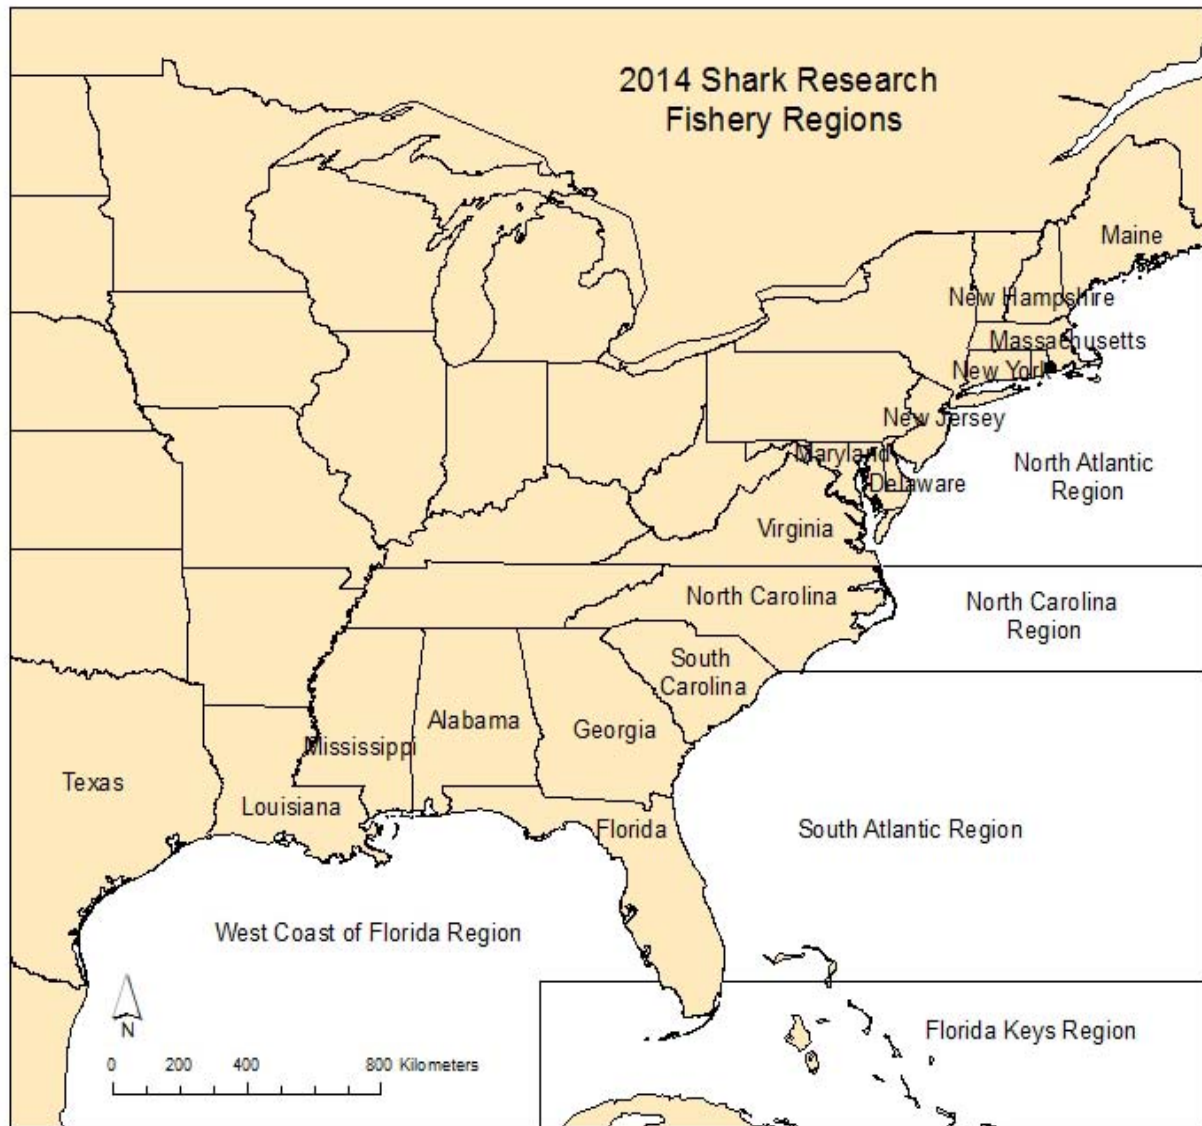 2014 Shark Research
Fishery Regions
Maine
New Hampshire
Massachusetts
New York
New Jersey
Maryland
Delaware
North Atlantic
Region
Virginia
North Carolina
North Carolina
Region
South
Carolina
Alabama
Georgia
Mississippi
Texas
Louisiana
Florida
South Atlantic Region
West Coast of Florida Region
Florida Keys Region
N
0 200 400 800 Kilometers